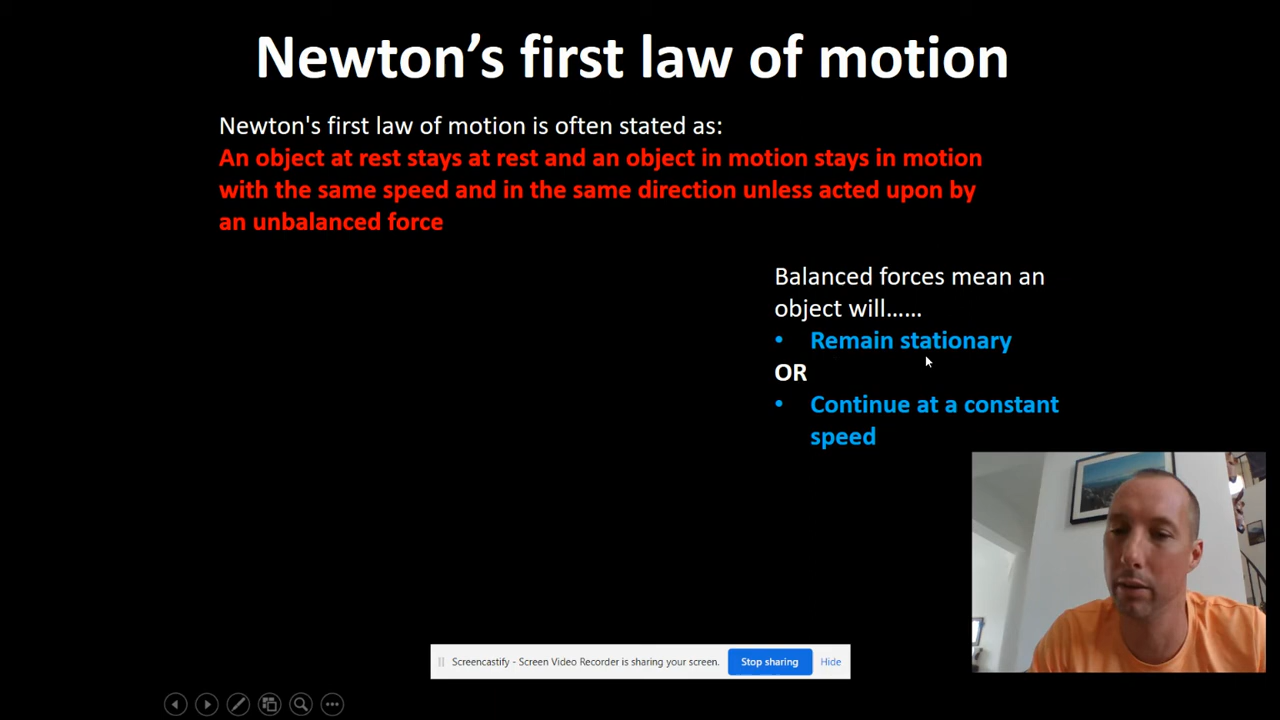 Newton’s first law of motion
Newton's first law of motion is often stated as:
An object at rest stays at rest and an object in motion stays in motion
with the same speed and in the same direction unless acted upon by
an unbalanced force
Balanced forces mean an
object will......
• Remain stationary
OR
• Continue at a constant
speed
Screencastify - Screen Video Recorder is sharing your screen.
Stop sharing
Hide